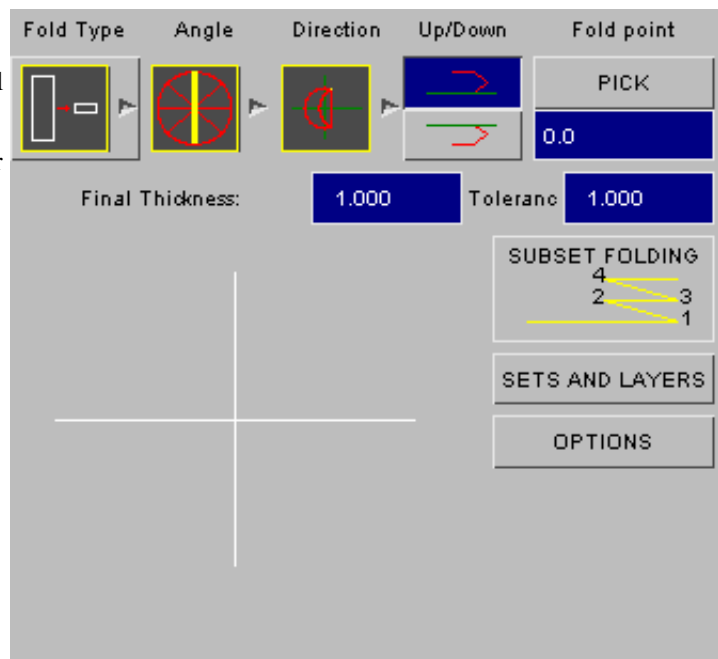 Fold Type Angle Direction Up/Down Fold point
PICK
0.0
Final Thickness: 1.000 Toleranc 1.000
SUBSET FOLDING
4
2 3
1
SETS AND LAYERS
OPTIONS